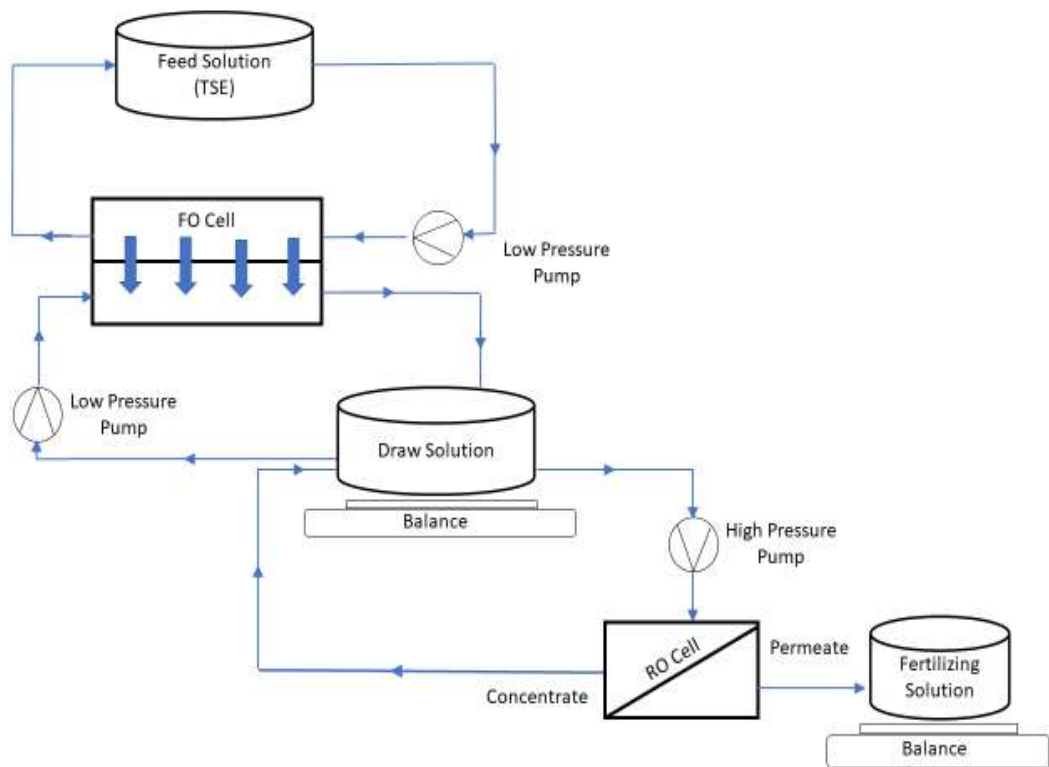 Feed Solution
(TSE)
FO Cell
Low Pressure
Pump
Low Pressure
Pump
Draw Solution
Balance
High Pressure
Pump
RO Cell
Permeate
Concentrate
Fertilizing
Solution
Balance